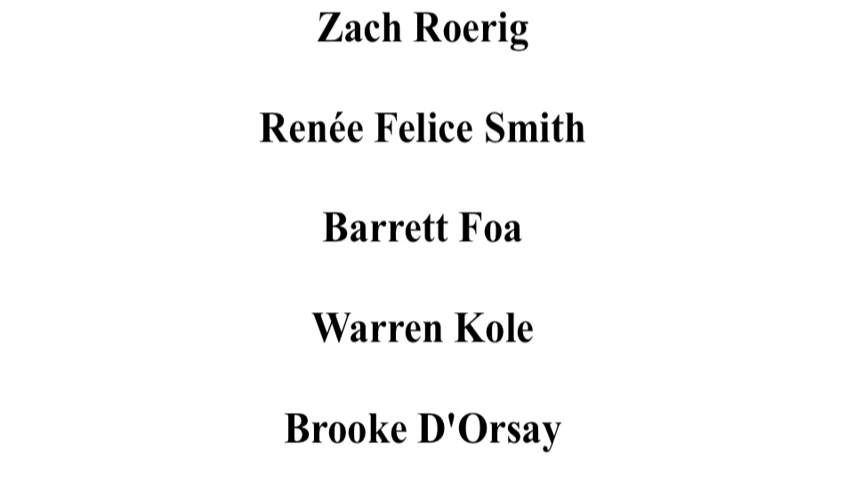 Zach Roerig
Renée Felice Smith
Barrett Foa
Warren Kole
Brooke D'Orsay